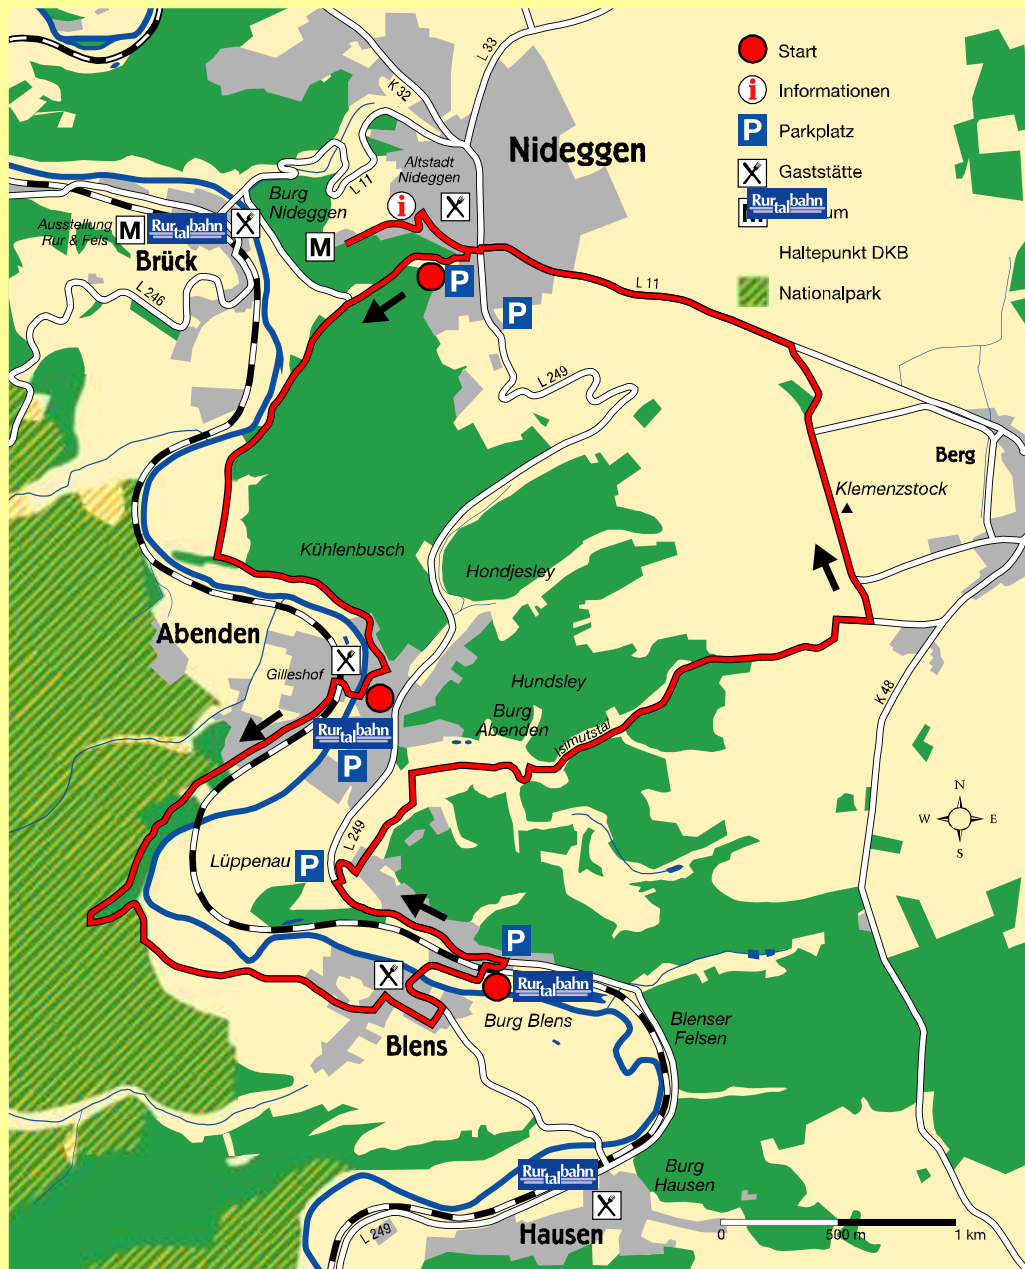 Start
Informationen
P
Parkplatz
Gaststätte
M
Rurtalbahn
um
Haltepunkt DKB
Nationalpark
L 33
K 32
Nideggen
Altstadt
Nideggen
i
L 11
Burg
Nideggen
M
Ausstellung
Rur & Fels
M
Rurtalbahn
Brück
L 246
P
P
L 11
L 249
Berg
Klemenzstock
Kühlenbusch
Hondjesley
Abenden
Gilleshof
Hundsley
Burg
Abenden
Isimutstal
K 48
Rurtalbahn
P
N
W
E
S
L 249
Lüppenau
P
P
Rurtalbahn
Burg Blens
Blens
Blenser
Felsen
Rurtalbahn
Burg
Hausen
Hausen
L 249
0
500 m
1 km